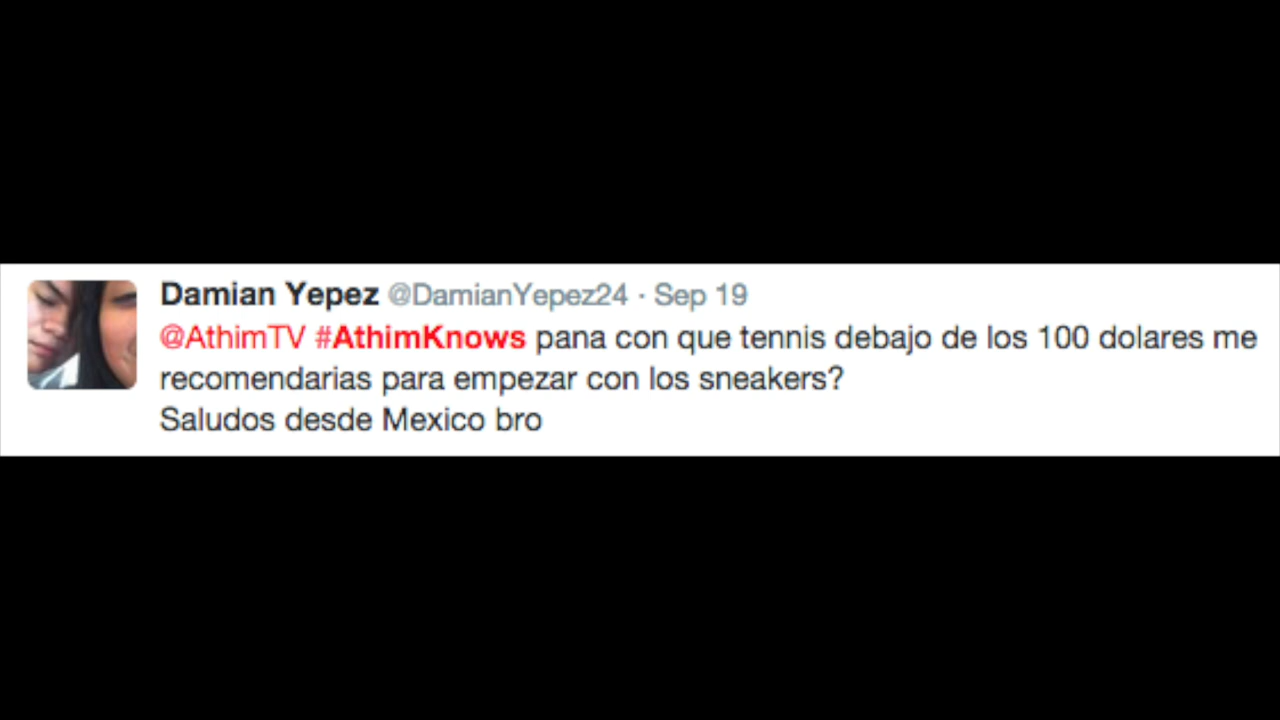 Damian Yepez @DamianYepez24 · Sep 19
@AthimTV #AthimKnows pana con que tennis debajo de los 100 dolares me
recomendarias para empezar con los sneakers?
Saludos desde Mexico bro